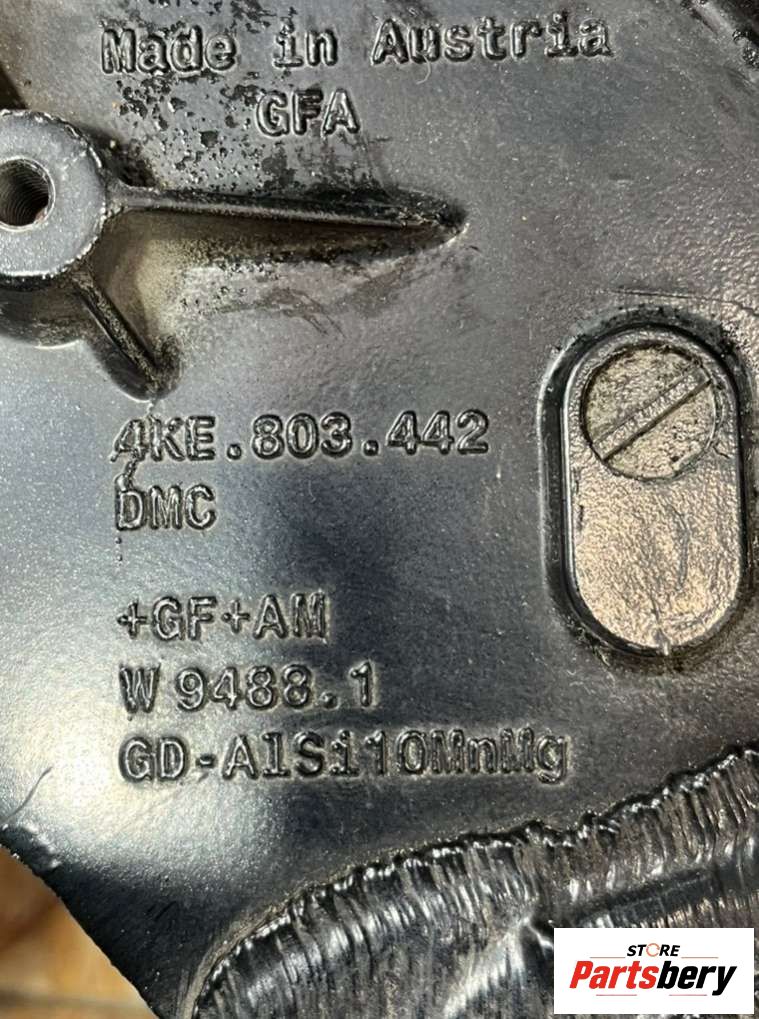 Made in Austria
GFA
4KE.803.442
DMC
+GF+AM
W 9488.1
GD-AlSi10MnMg
STORE
Partsbery